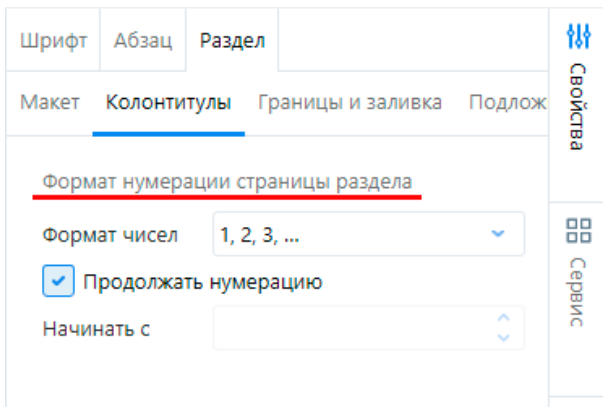 Шрифт Абзац Раздел
Макет Колонтитулы Границы и заливка Подлож
Формат нумерации страницы раздела
Формат чисел 1, 2, 3, ...
Продолжать нумерацию
Начинать с
Свойства
Сервис